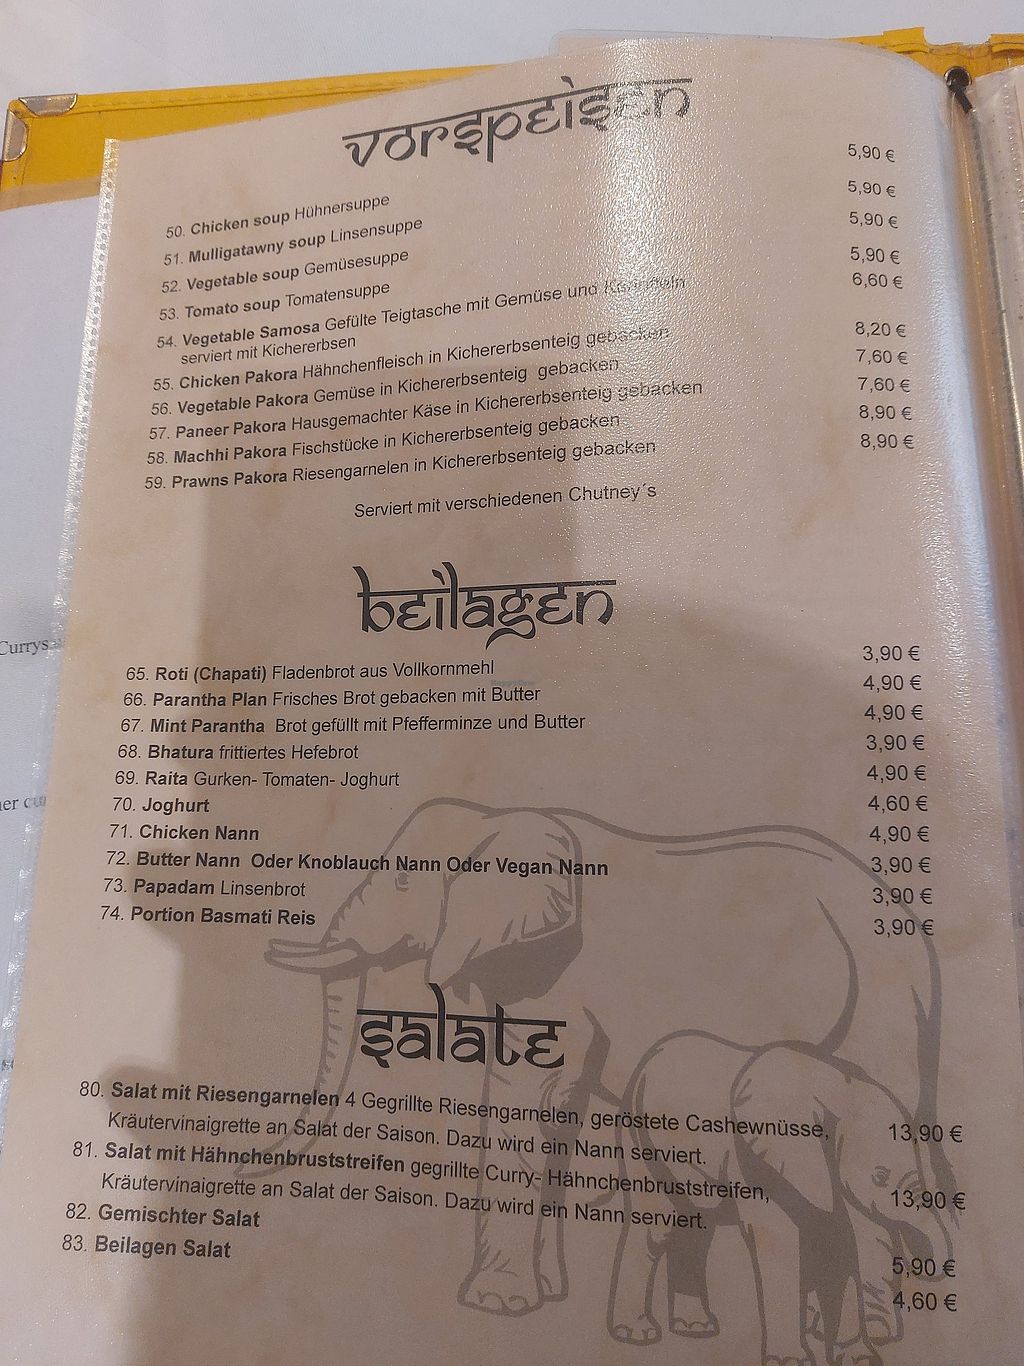 vorspeisen
50. Chicken soup Hühnersuppe 5,90 €
51. Mulligatawny soup Linsensuppe 5,90 €
52. Vegetable soup Gemüsesuppe 5,90 €
53. Tomato soup Tomatensuppe 5,90 €
54. Vegetable Samosa Gefülte Teigtasche mit Gemüse und Kartoffeln 6,60 €
serviert mit Kichererbsen
55. Chicken Pakora Hähnchenfleisch in Kichererbsenteig gebacken 8,20 €
56. Vegetable Pakora Gemüse in Kichererbsenteig gebacken 7,60 €
57. Paneer Pakora Hausgemachter Käse in Kichererbsenteig gebacken 7,60 €
58. Machhi Pakora Fischstücke in Kichererbsenteig gebacken 8,90 €
59. Prawns Pakora Riesengarnelen in Kichererbsenteig gebacken 8,90 €
Serviert mit verschiedenen Chutney´s
Currys
beilagen
65. Roti (Chapati) Fladenbrot aus Vollkornmehl 3,90 €
66. Parantha Plan Frisches Brot gebacken mit Butter 4,90 €
67. Mint Parantha Brot gefüllt mit Pfefferminze und Butter 4,90 €
68. Bhatura frittiertes Hefebrot 3,90 €
69. Raita Gurken- Tomaten- Joghurt 4,90 €
70. Joghurt 4,60 €
71. Chicken Nann 4,90 €
72. Butter Nann Oder Knoblauch Nann Oder Vegan Nann 3,90 €
73. Papadam Linsenbrot 3,90 €
74. Portion Basmati Reis 3,90 €
salate
80. Salat mit Riesengarnelen 4 Gegrillte Riesengarnelen, geröstete Cashewnüsse, 13,90 €
Kräutervinaigrette an Salat der Saison. Dazu wird ein Nann serviert.
81. Salat mit Hähnchenbruststreifen gegrillte Curry- Hähnchenbruststreifen, 13,90 €
Kräutervinaigrette an Salat der Saison. Dazu wird ein Nann serviert.
82. Gemischter Salat 5,90 €
83. Beilagen Salat 4,60 €